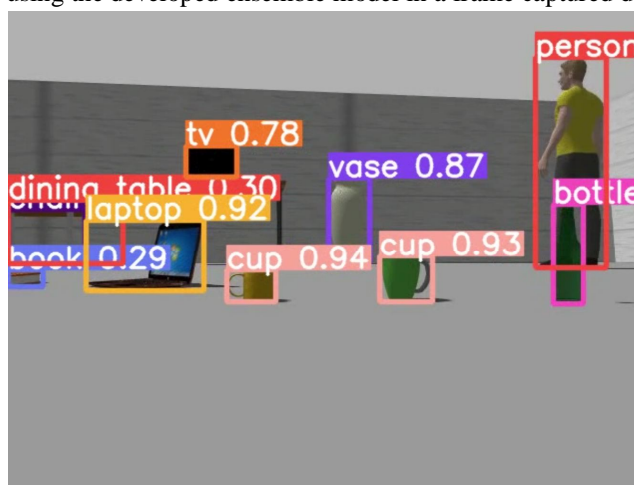 using the developed ensemble model in a frame captured d
person
tv 0.78
vase 0.87
dining table 0.30
bottle
laptop 0.92
book 0.29
cup 0.94
cup 0.93